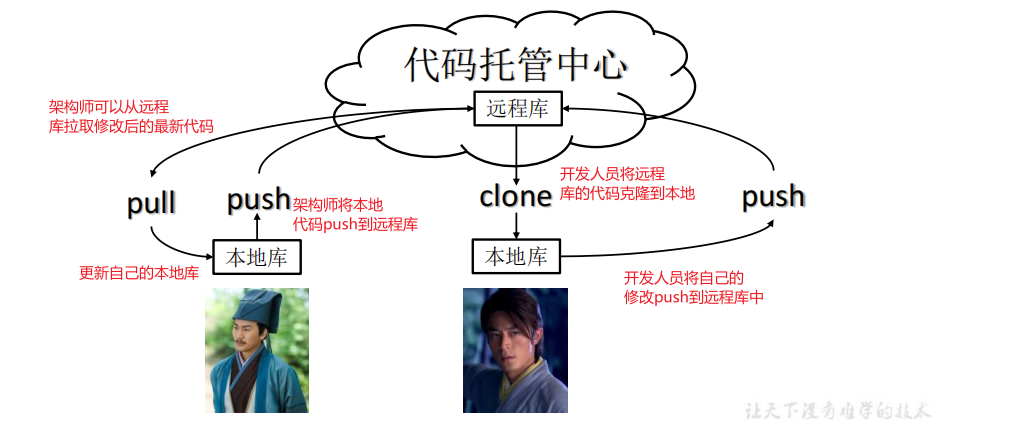 代码托管中心
远程库
架构师可以从远程
库拉取修改后的最新代码
pull
push
架构师将本地
代码push到远程库
clone
开发人员将远程
库的代码克隆到本地
push
本地库
更新自己的本地库
本地库
开发人员将自己的
修改push到远程库中
让天下没有难学的技术